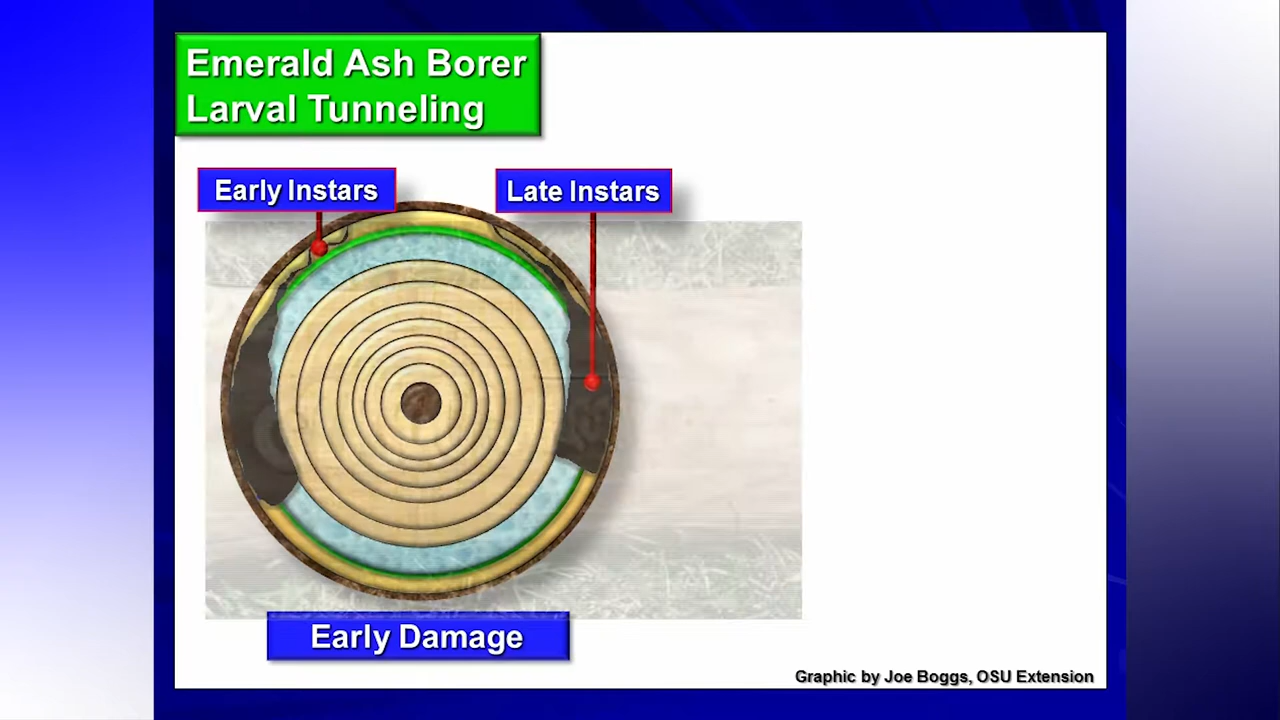 Emerald Ash Borer
Larval Tunneling
Early Instars
Late Instars
Early Damage
Graphic by Joe Boggs, OSU Extension